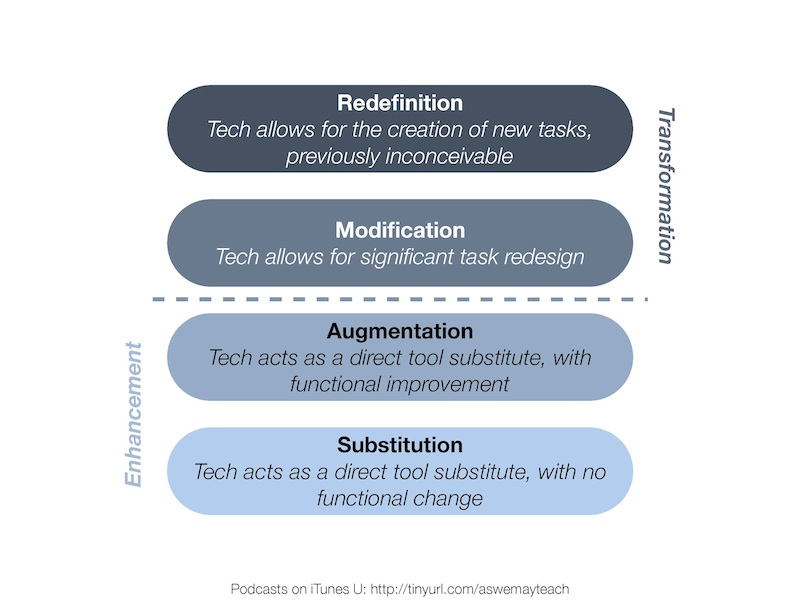 Redefinition
Tech allows for the creation of new tasks,
previously inconceivable
Modification
Tech allows for significant task redesign
Transformation
Augmentation
Tech acts as a direct tool substitute, with
functional improvement
Substitution
Tech acts as a direct tool substitute, with no
functional change
Enhancement
Podcasts on iTunes U: http://tinyurl.com/aswemayteach